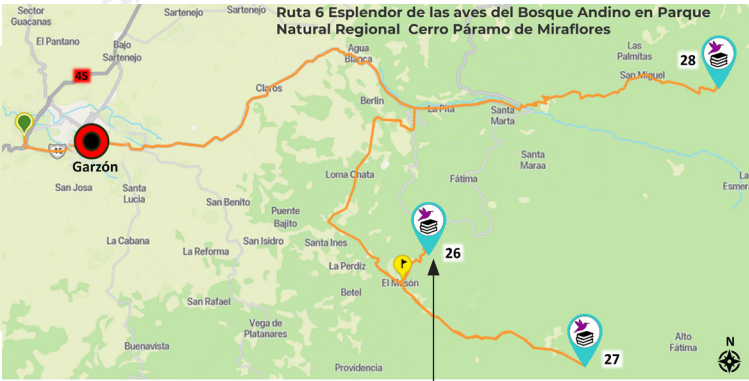 Ruta 6 Esplendor de las aves del Bosque Andino en Parque
Natural Regional Cerro Páramo de Miraflores
Sector
Guacanas
Sartenejo
Sartenejo
El Pantano
Bajo
Sartenejo
Agua
Blanca
Las
Palmitas
28
San Miguel
45
Claros
Berlín
La Pita
Santa
Marta
45
Garzón
Santa
Maraa
San Josa
Santa
Lucía
Loma Chata
Fátima
La
Esmera
San Benito
Puente
Bajito
La Cabana
San Isidro
Santa Ines
La Reforma
26
La Perdiz
El Mesón
Betel
San Rafael
Vega de
Platanares
Buenavista
Alto
Fátima
N
27
Providencia